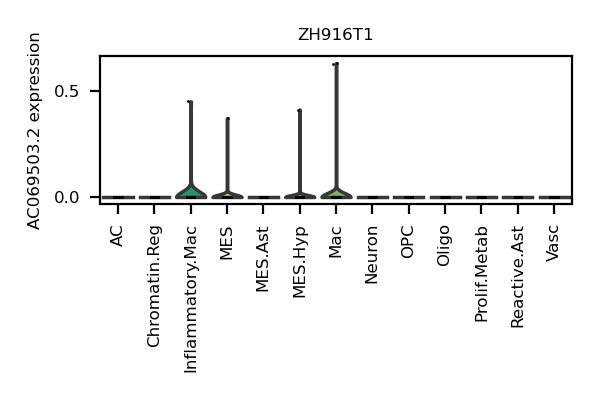 ZH916T1
AC069503.2 expression
0.5
0.0
AC
Chromatin.Reg
Inflammatory.Mac
MES
MES.Ast
MES.Hyp
Mac
Neuron
OPC
Oligo
Prolif.Metab
Reactive.Ast
Vasc